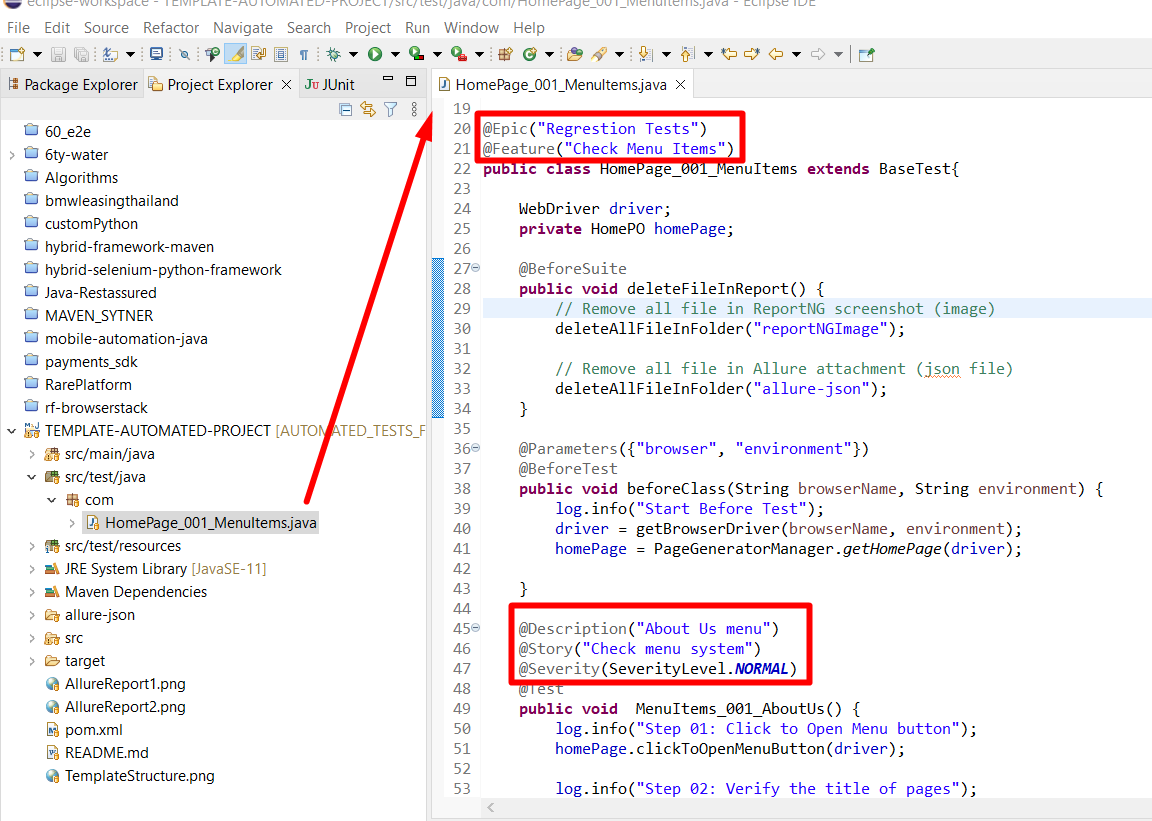 eclipse-workspace - TEMPLATE-AUTOMATED-PROJECT/src/test/java/com/HomePage_001_MenuItems.java - Eclipse IDE
File Edit Source Refactor Navigate Search Project Run Window Help
Package Explorer Project Explorer JUnit
HomePage_001_MenuItems.java
60_e2e
6ty-water
Algorithms
bmwleasingthailand
customPython
hybrid-framework-maven
hybrid-selenium-python-framework
Java-Restassured
MAVEN_SYTNER
mobile-automation-java
payments_sdk
RarePlatform
rf-browserstack
TEMPLATE-AUTOMATED-PROJECT [AUTOMATED_TESTS_F
src/main/java
src/test/java
com
HomePage_001_MenuItems.java
src/test/resources
JRE System Library [JavaSE-11]
Maven Dependencies
allure-json
src
target
AllureReport1.png
AllureReport2.png
pom.xml
README.md
TemplateStructure.png
19
20 @Epic("Regrestion Tests")
21 @Feature("Check Menu Items")
22 public class HomePage_001_MenuItems extends BaseTest{
23
24 WebDriver driver;
25 private HomePO homePage;
26
27 @BeforeSuite
28 public void deleteFileInReport() {
29 // Remove all file in ReportNG screenshot (image)
30 deleteAllFileInFolder("reportNGImage");
31
32 // Remove all file in Allure attachment (json file)
33 deleteAllFileInFolder("allure-json");
34 }
35
36 @Parameters({"browser", "environment"})
37 @BeforeTest
38 public void beforeClass(String browserName, String environment) {
39 log.info("Start Before Test");
40 driver = getBrowserDriver(browserName, environment);
41 homePage = PageGeneratorManager.getHomePage(driver);
42
43 }
44
45 @Description("About Us menu")
46 @Story("Check menu system")
47 @Severity(SeverityLevel.NORMAL)
48 @Test
49 public void MenuItems_001_AboutUs() {
50 log.info("Step 01: Click to Open Menu button");
51 homePage.clickToOpenMenuButton(driver);
52
53 log.info("Step 02: Verify the title of pages");